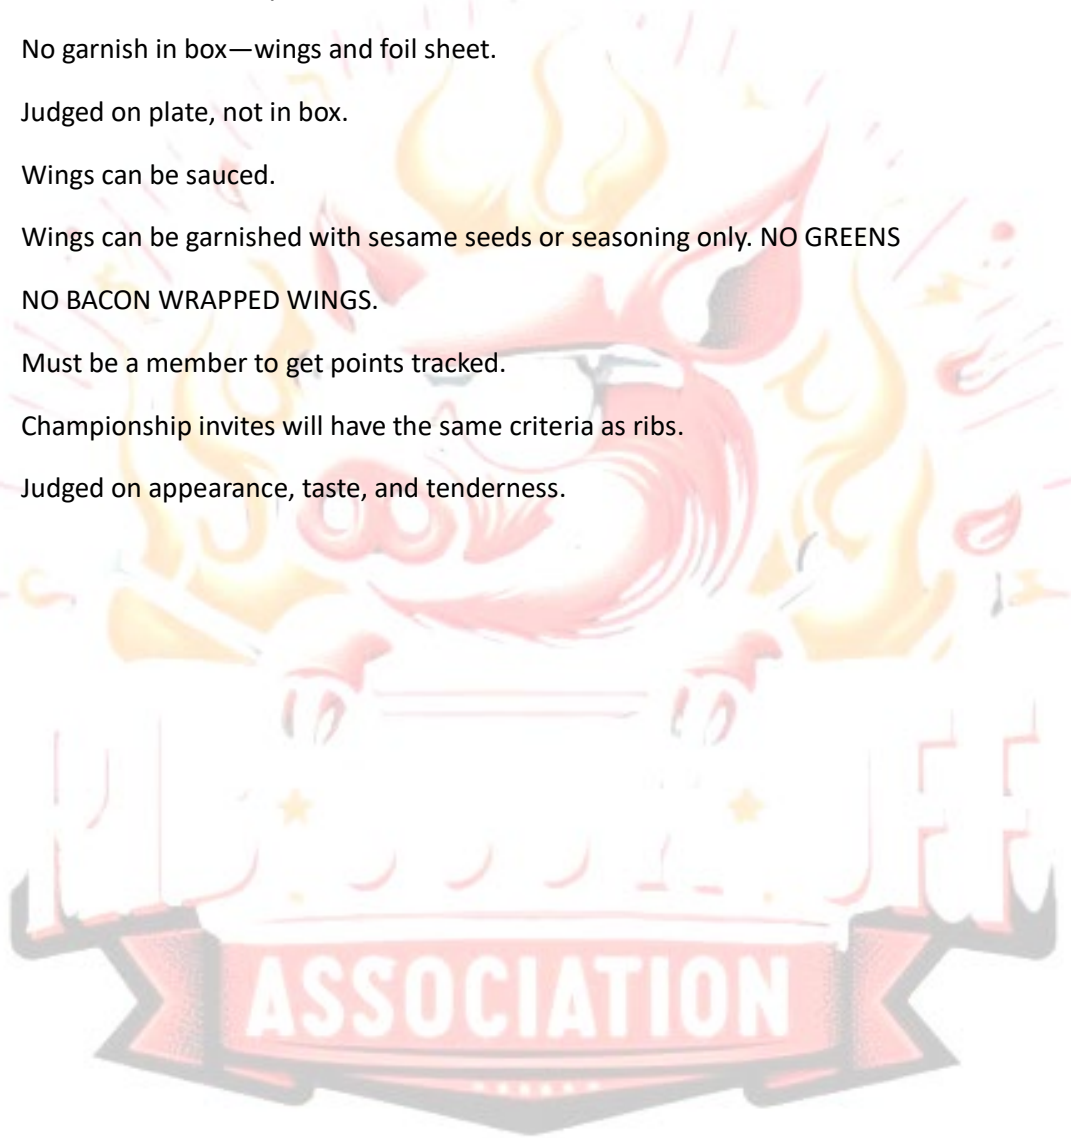 No garnish in box—wings and foil sheet.
Judged on plate, not in box.
Wings can be sauced.
Wings can be garnished with sesame seeds or seasoning only. NO GREENS
NO BACON WRAPPED WINGS.
Must be a member to get points tracked.
Championship invites will have the same criteria as ribs.
Judged on appearance, taste, and tenderness.
ASSOCIATION